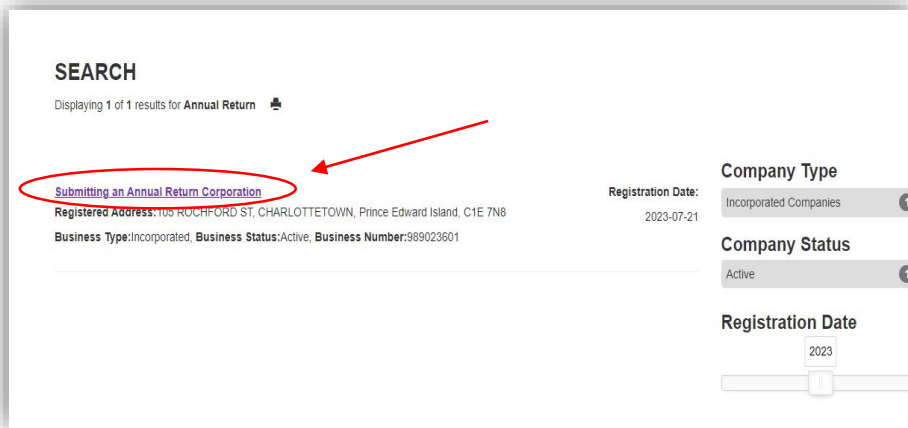 SEARCH
Displaying 1 of 1 results for Annual Return
Submitting an Annual Return Corporation
Registered Address:105 ROCHFORD ST, CHARLOTTETOWN, Prince Edward Island, C1E 7N8
Business Type:Incorporated, Business Status:Active, Business Number:989023601
Registration Date:
2023-07-21
Company Type
Incorporated Companies
Company Status
Active
Registration Date
2023